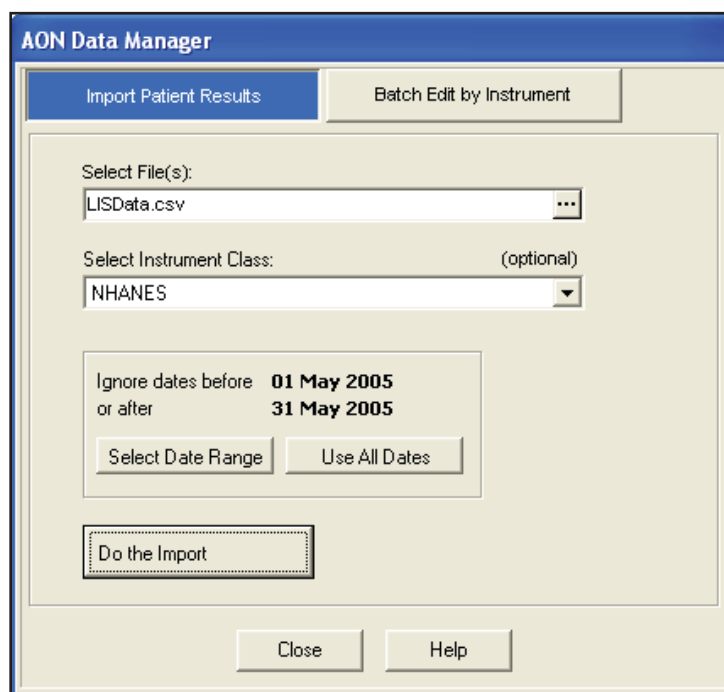 AON Data Manager
Import Patient Results
Batch Edit by Instrument
Select File(s):
LISData.csv
...
Select Instrument Class:
(optional)
NHANES
Ignore dates before 01 May 2005
or after 31 May 2005
Select Date Range
Use All Dates
Do the Import
Close
Help